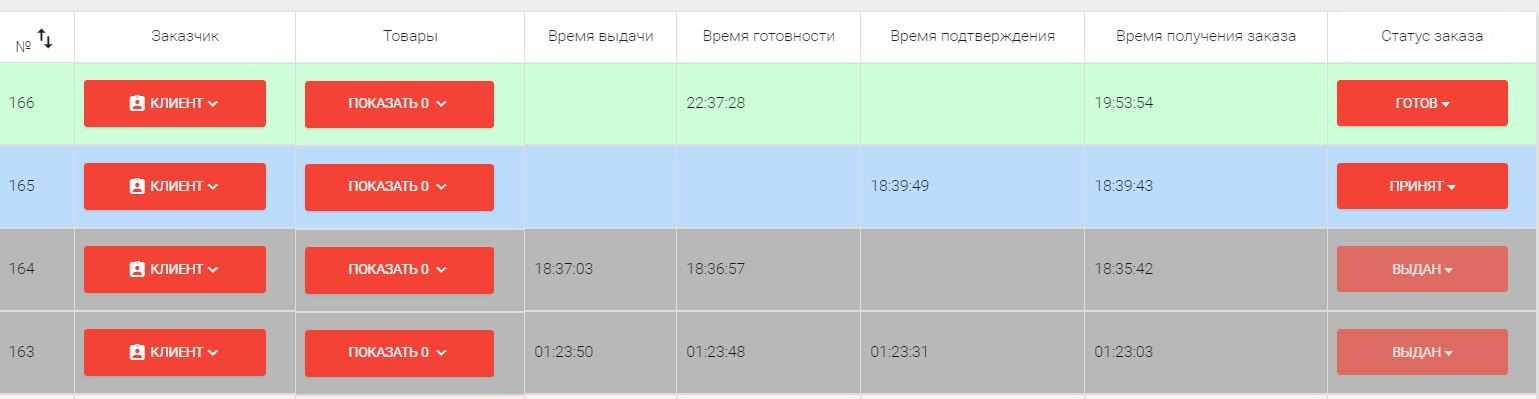 № Заказчик Товары Время выдачи Время готовности Время подтверждения Время получения заказа Статус заказа
166 КЛИЕНТ ПОКАЗАТЬ 0 22:37:28 19:53:54 ГОТОВ
165 КЛИЕНТ ПОКАЗАТЬ 0 18:39:49 18:39:43 ПРИНЯТ
164 КЛИЕНТ ПОКАЗАТЬ 0 18:37:03 18:36:57 18:35:42 ВЫДАН
163 КЛИЕНТ ПОКАЗАТЬ 0 01:23:50 01:23:48 01:23:31 01:23:03 ВЫДАН